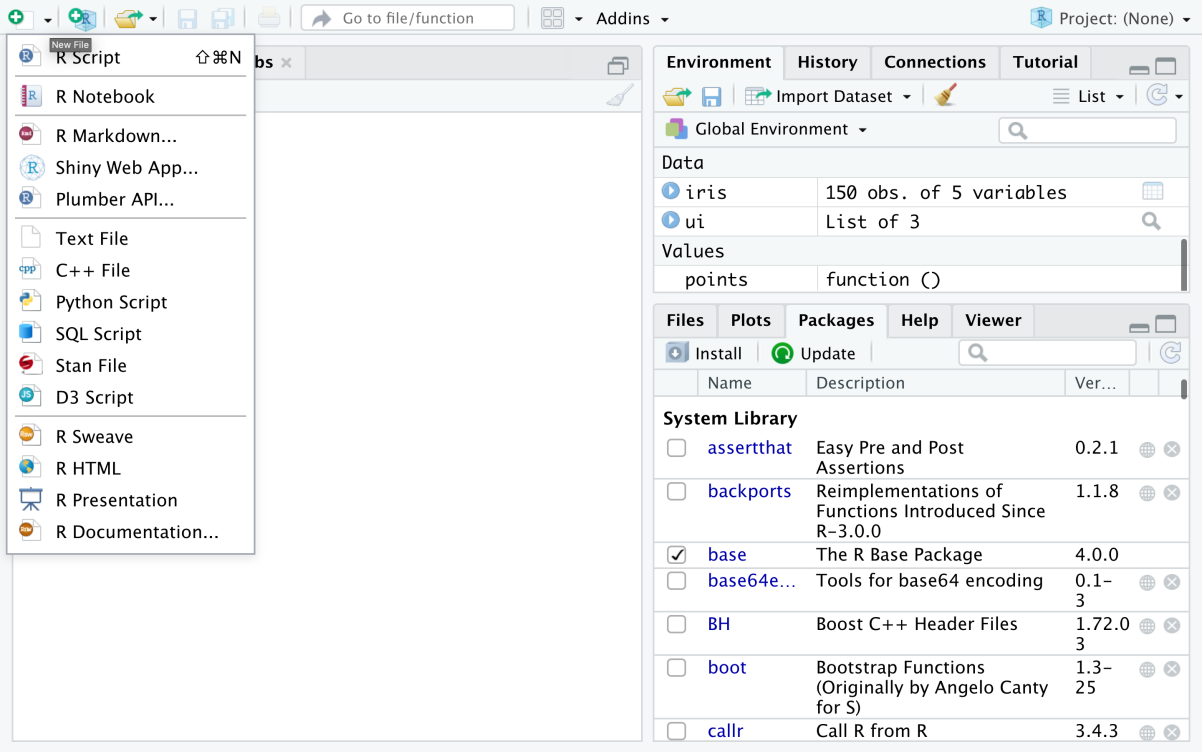 Go to file/function
Addins
Project: (None)
New File
R Script ⇧⌘N
R Notebook
R Markdown...
Shiny Web App...
Plumber API...
Text File
C++ File
Python Script
SQL Script
Stan File
D3 Script
R Sweave
R HTML
R Presentation
R Documentation...
bs
Environment History Connections Tutorial
Import Dataset List
Global Environment
Data
iris 150 obs. of 5 variables
ui List of 3
Values
points function ()
Files Plots Packages Help Viewer
Install Update
Name Description Ver...
System Library
assertthat Easy Pre and Post 0.2.1
Assertions
backports Reimplementations of 1.1.8
Functions Introduced Since
R-3.0.0
base The R Base Package 4.0.0
base64e... Tools for base64 encoding 0.1-
3
BH Boost C++ Header Files 1.72.0
3
boot Bootstrap Functions 1.3-
(Originally by Angelo Canty 25
for S)
callr Call R from R 3.4.3